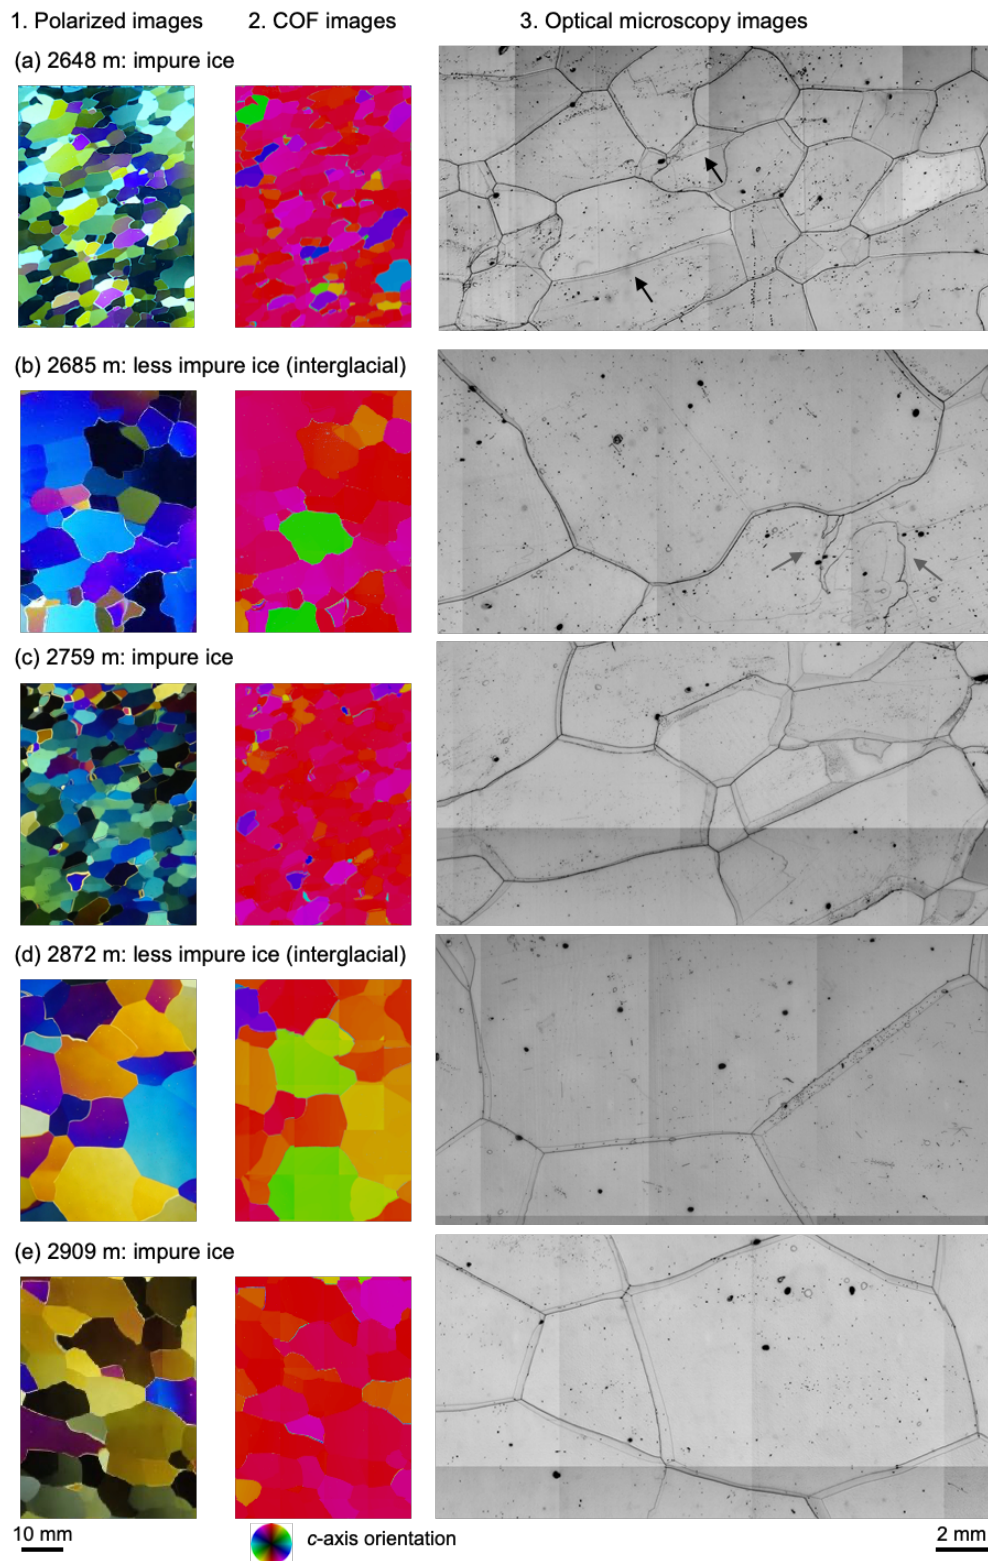 1. Polarized images 2. COF images 3. Optical microscopy images
(a) 2648 m: impure ice
(b) 2685 m: less impure ice (interglacial)
(c) 2759 m: impure ice
(d) 2872 m: less impure ice (interglacial)
(e) 2909 m: impure ice
10 mm c-axis orientation 2 mm